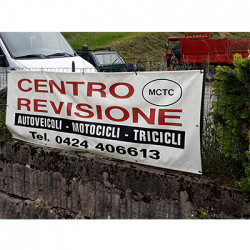 CENTRO
MCTC
REVISIONE
AUTOVEICOLI - MOTOCICLI - TRICICLI
Tel. 0424 406613